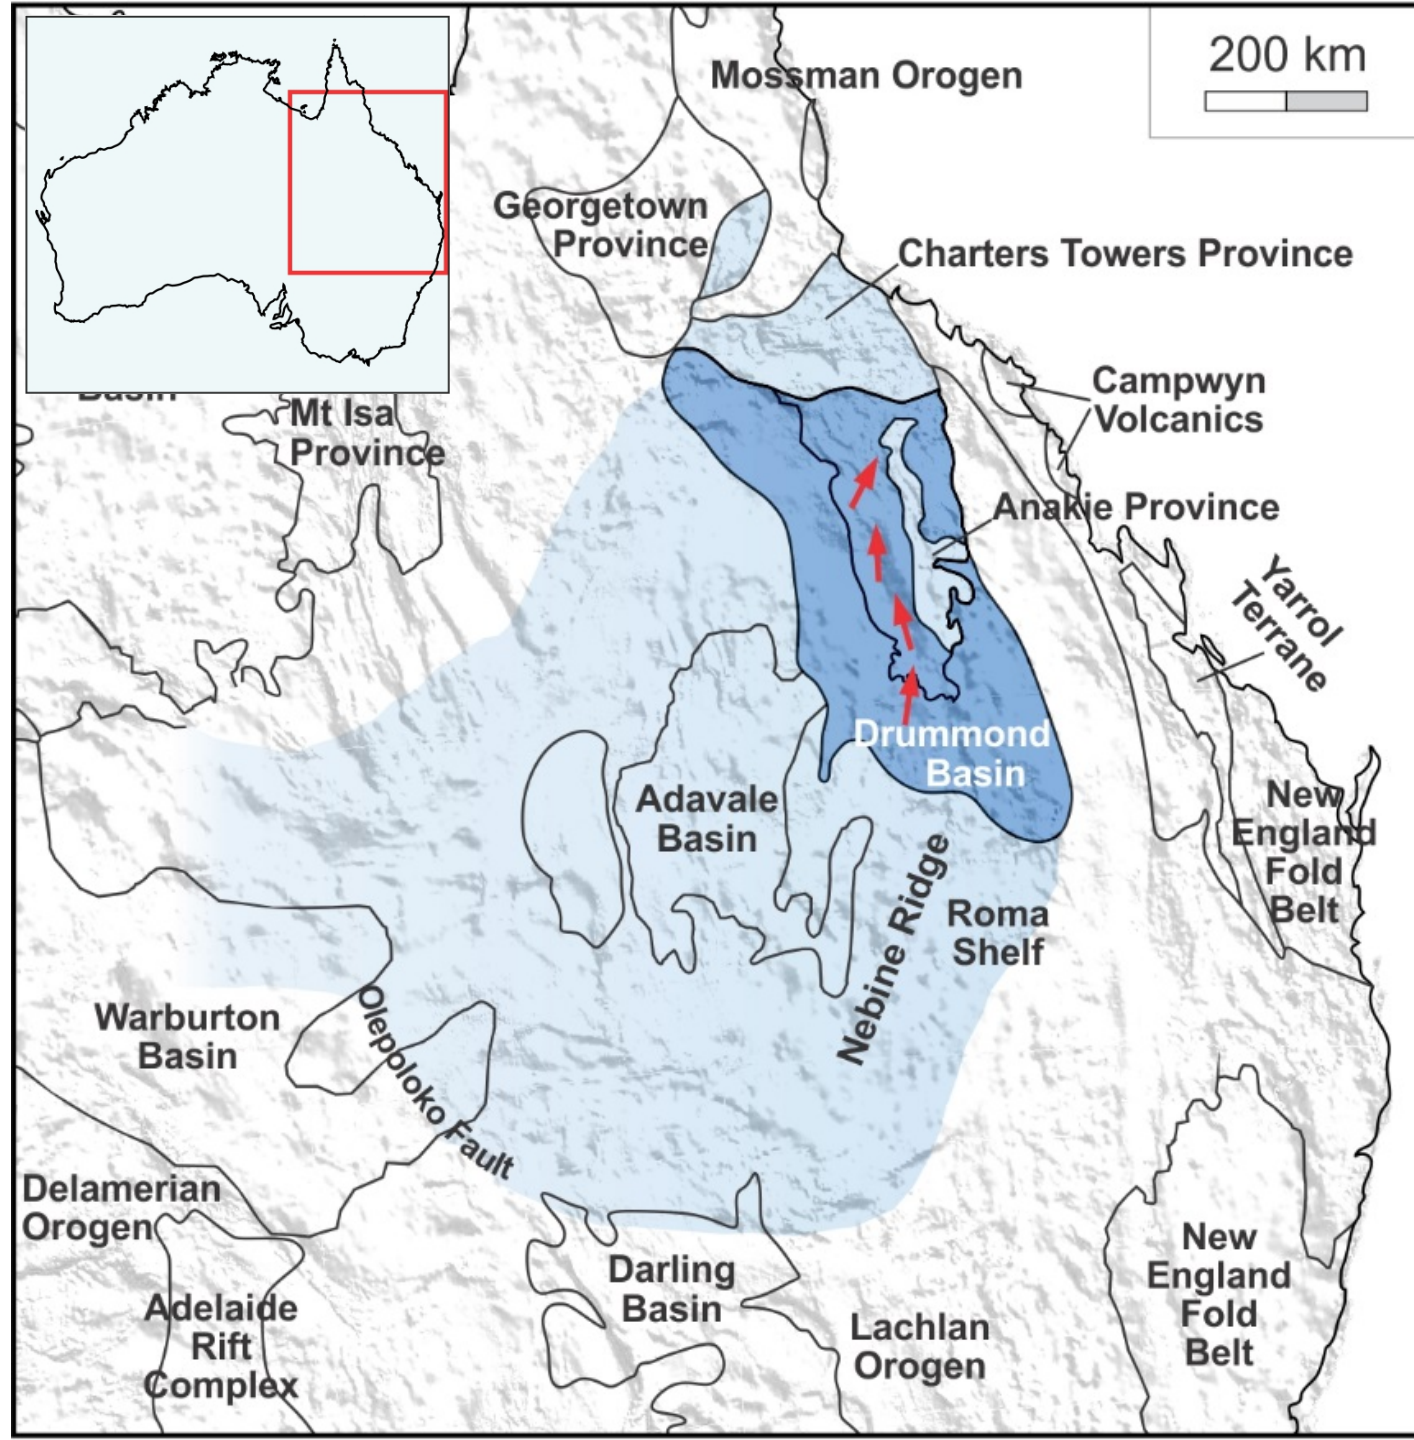 200 km
Mossman Orogen
Georgetown
Province
Charters Towers Province
Campwyn
Volcanics
Basin
Mt Isa
Province
Anakie Province
Yarrol
Terrane
Drummond
Basin
Adavale
Basin
New
England
Fold
Belt
Nebine Ridge
Roma
Shelf
Warburton
Basin
Olepoloko Fault
Delamerian
Orogen
Adelaide
Rift
Complex
Darling
Basin
Lachlan
Orogen
New
England
Fold
Belt